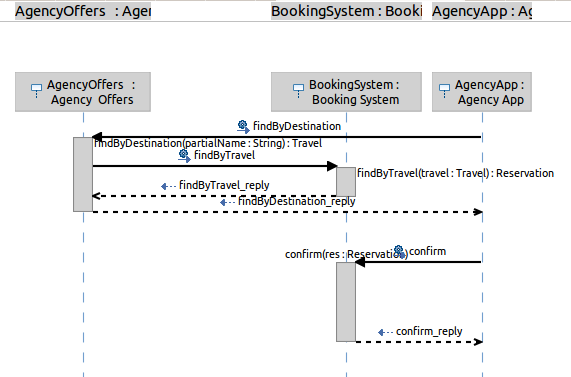 AgencyOffers : Agen
BookingSystem : Booki
AgencyApp : Ag
AgencyOffers :
Agency Offers
BookingSystem :
Booking System
AgencyApp :
Agency App
findByDestination
findByDestination(partialName : String) : Travel
findByTravel
findByTravel(travel : Travel) : Reservation
findByTravel_reply
findByDestination_reply
confirm(res : Reservation)
confirm
confirm_reply